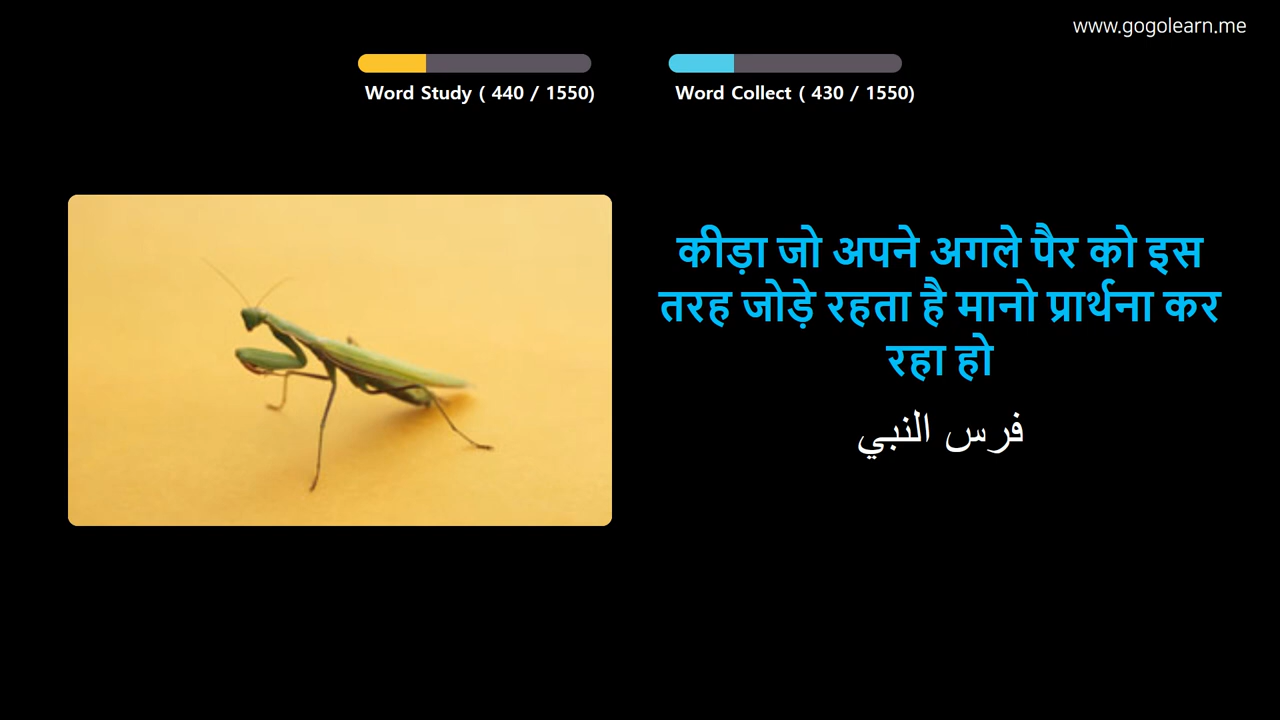 www.gogolearn.me
Word Study ( 440 / 1550)
Word Collect ( 430 / 1550)
कीड़ा जो अपने अगले पैर को इस
तरह जोड़े रहता है मानो प्रार्थना कर
रहा हो
فرس النبي